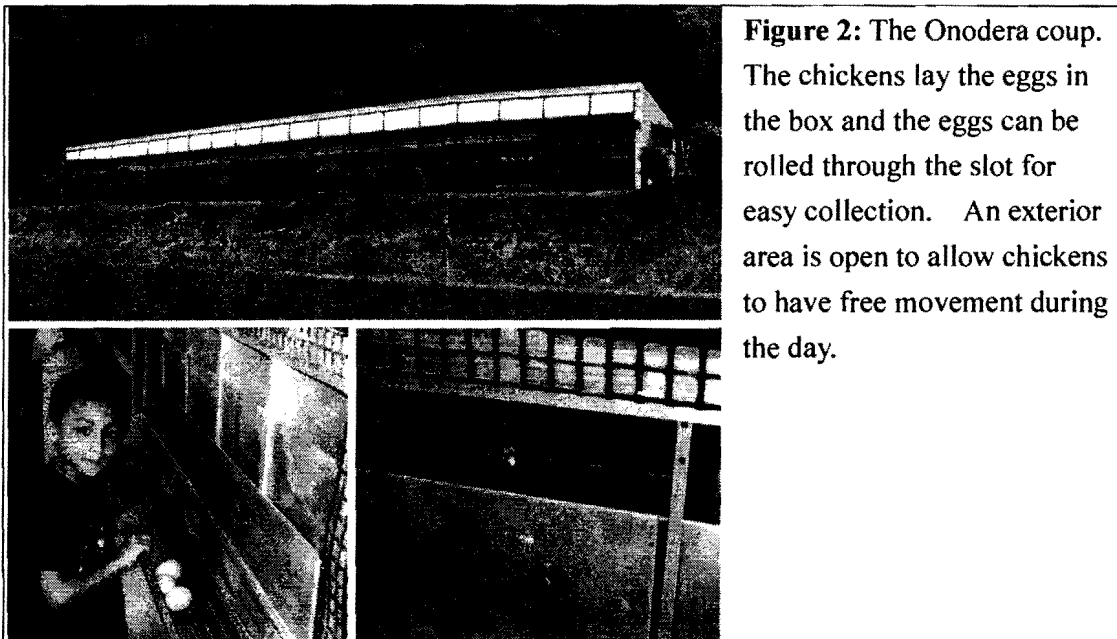 Figure 2: The Onodera coup.
The chickens lay the eggs in
the box and the eggs can be
rolled through the slot for
easy collection. An exterior
area is open to allow chickens
to have free movement during
the day.